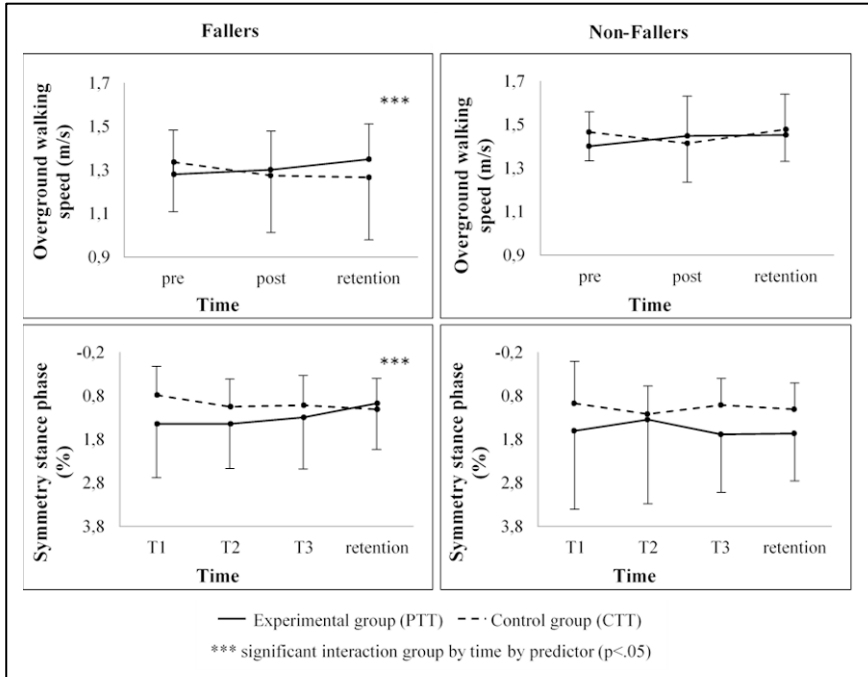 Fallers
Non-Fallers
Overground walking
speed (m/s)
1,7
1,5
1,3
1,1
0,9
***
pre
post
retention
Time
Overground walking
speed (m/s)
1,7
1,5
1,3
1,1
0,9
pre
post
retention
Time
Symmetry stance phase
(%)
-0,2
0,8
1,8
2,8
3,8
***
T1
T2
T3
retention
Time
Symmetry stance phase
(%)
-0,2
0,8
1,8
2,8
3,8
T1
T2
T3
retention
Time
Experimental group (PTT)
Control group (CTT)
*** significant interaction group by time by predictor (p<.05)